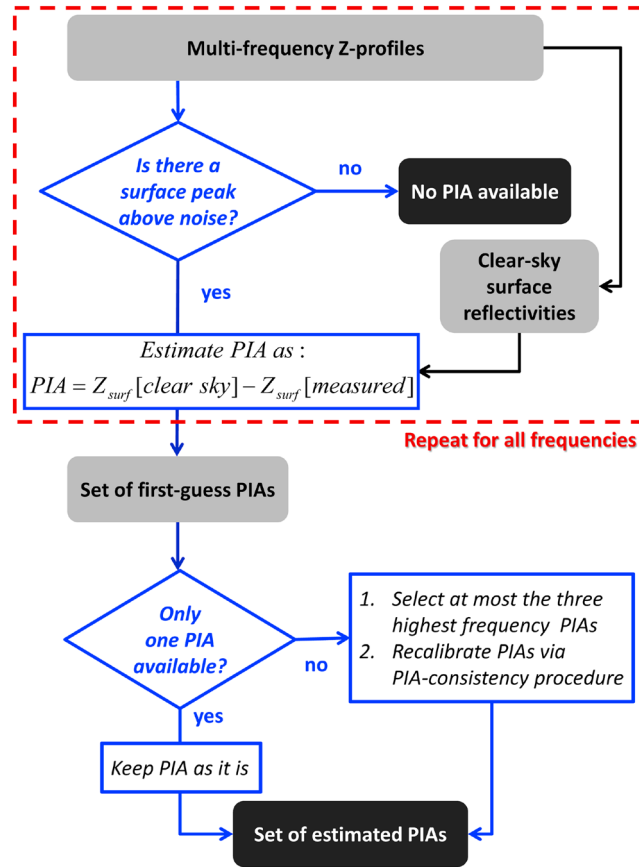 Multi-frequency Z-profiles
Is there a
surface peak
above noise?
no
No PIA available
Clear-sky
surface
reflectivities
yes
Estimate PIA as :
PIA = Z_surf [clear sky] − Z_surf [measured]
Repeat for all frequencies
Set of first-guess PIAs
Only
one PIA
available?
no
1. Select at most the three
highest frequency PIAs
2. Recalibrate PIAs via
PIA-consistency procedure
yes
Keep PIA as it is
Set of estimated PIAs